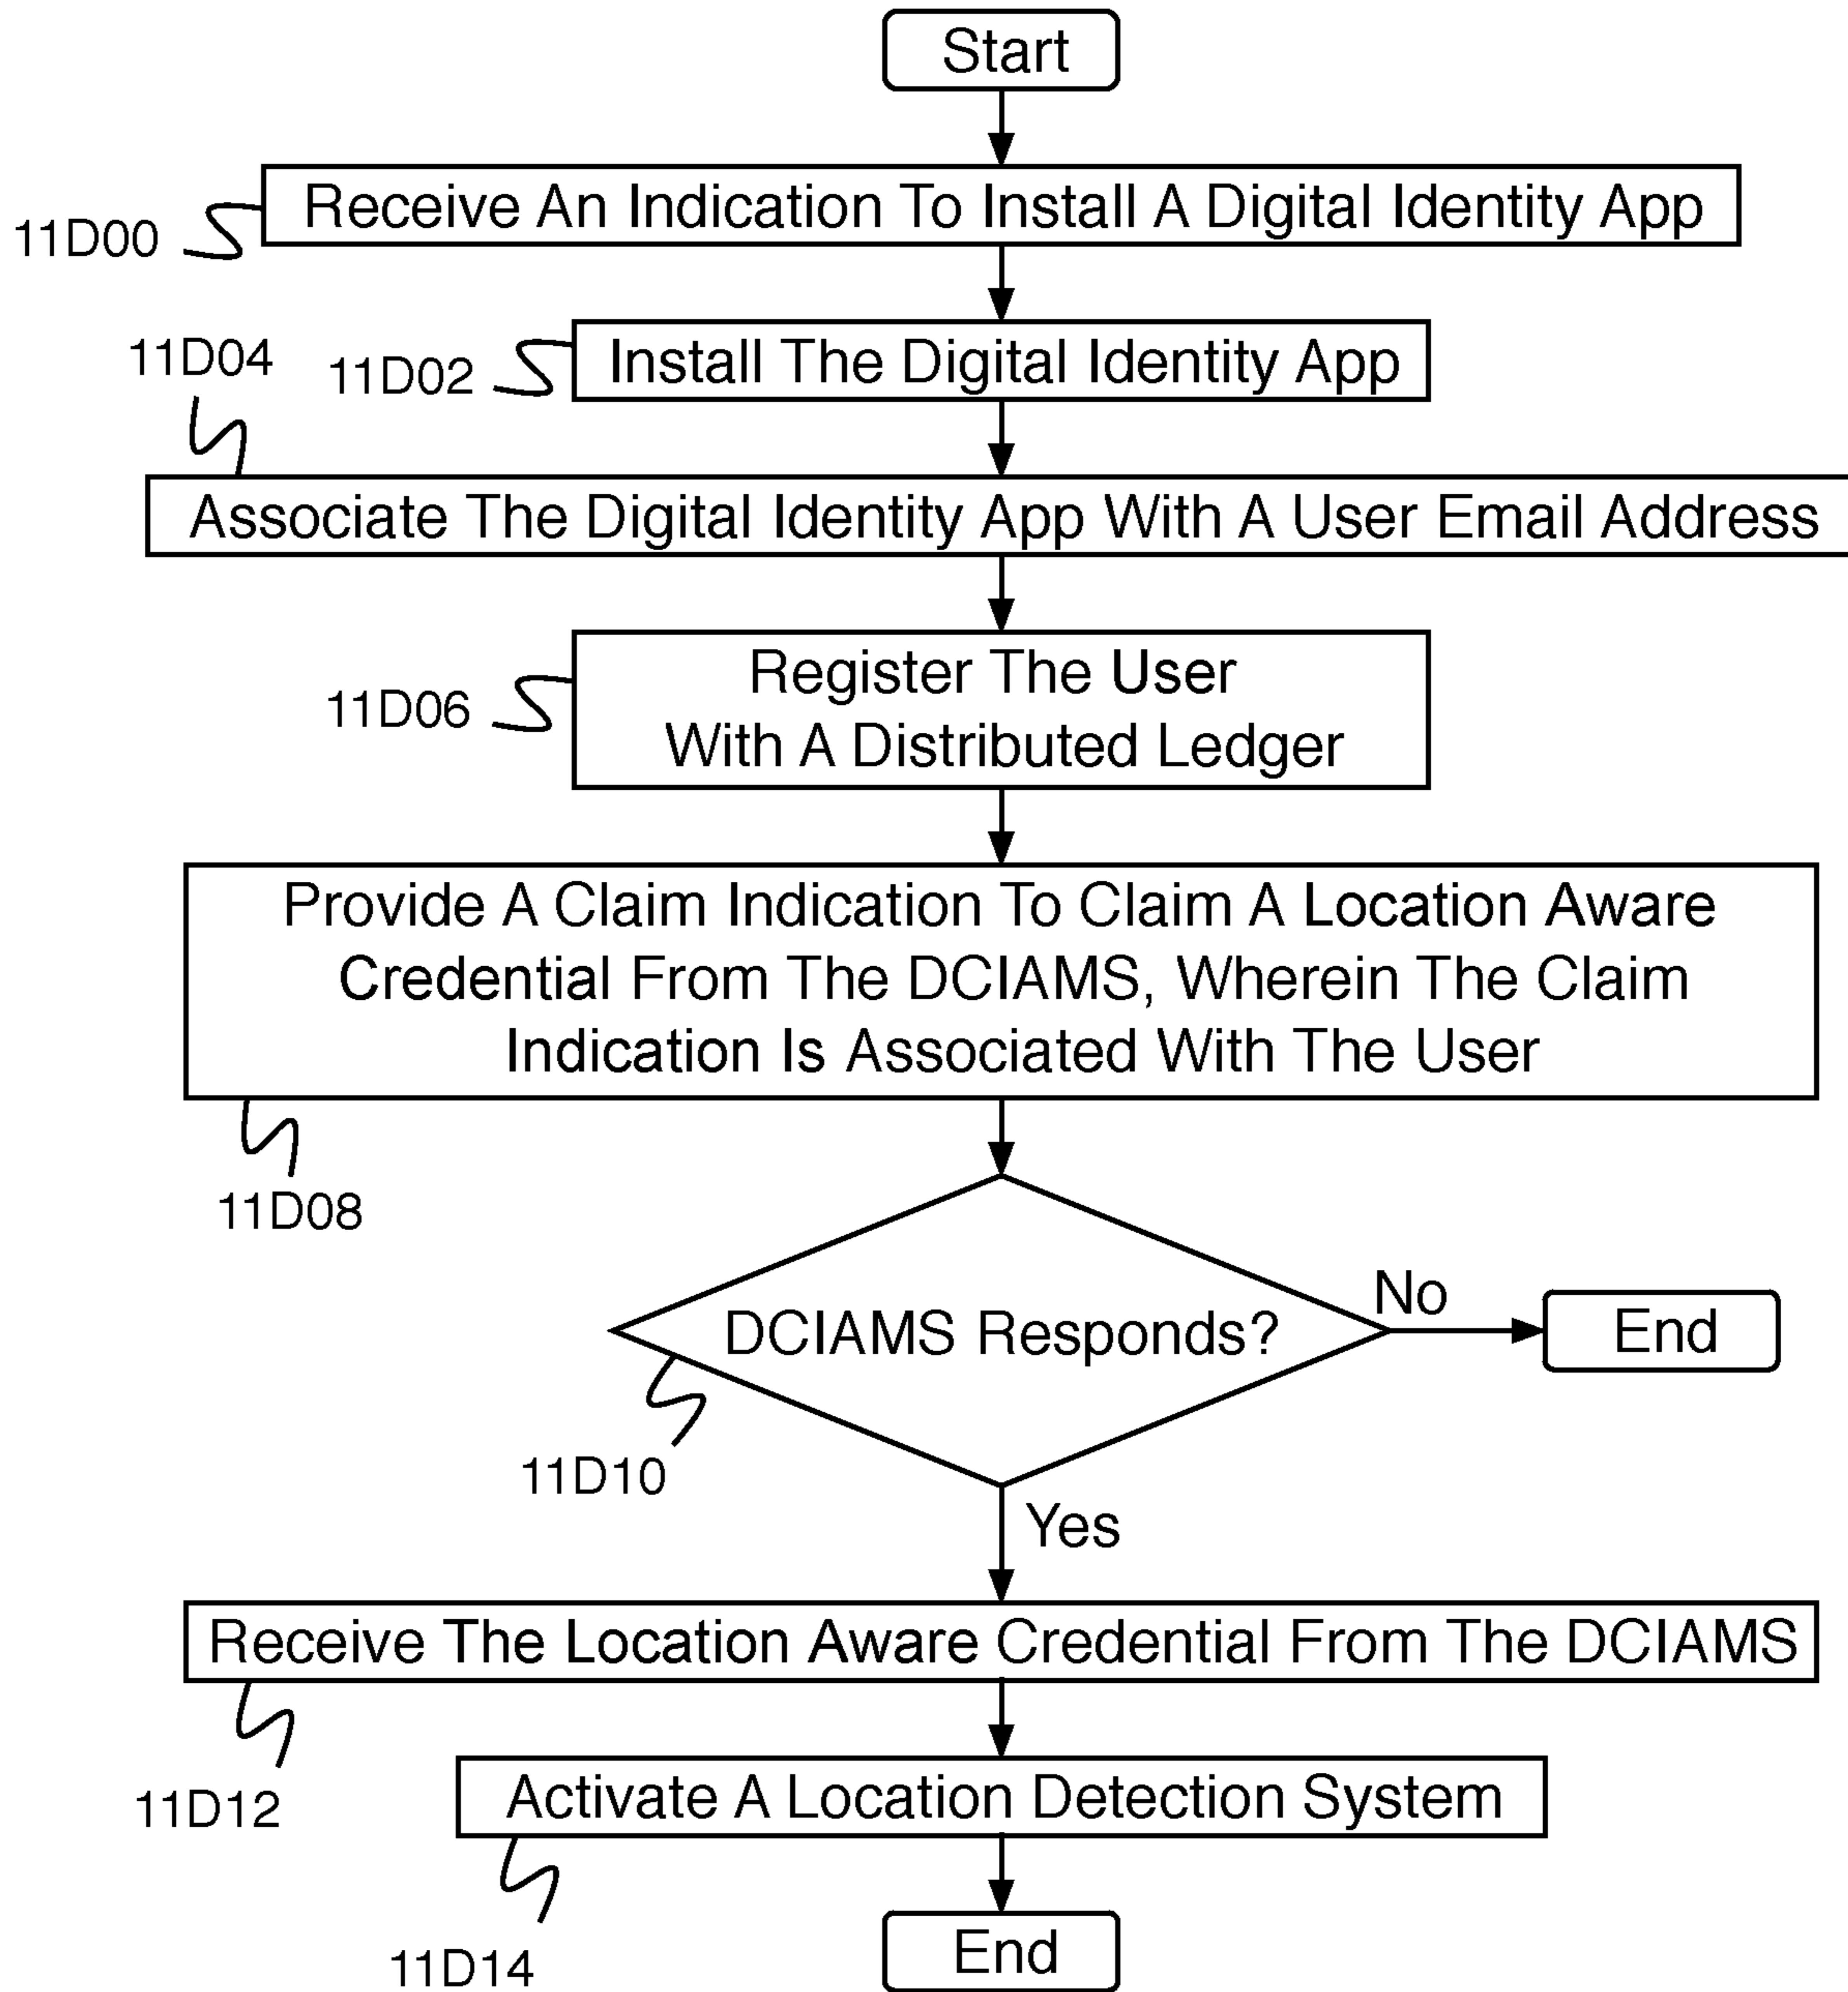 Start
Receive An Indication To Install A Digital Identity App
11D00
11D04
11D02
Install The Digital Identity App
Associate The Digital Identity App With A User Email Address
Register The User
With A Distributed Ledger
11D06
Provide A Claim Indication To Claim A Location Aware
Credential From The DCIAMS, Wherein The Claim
Indication Is Associated With The User
11D08
DCIAMS Responds?
No
End
11D10
Yes
Receive The Location Aware Credential From The DCIAMS
11D12
Activate A Location Detection System
11D14
End